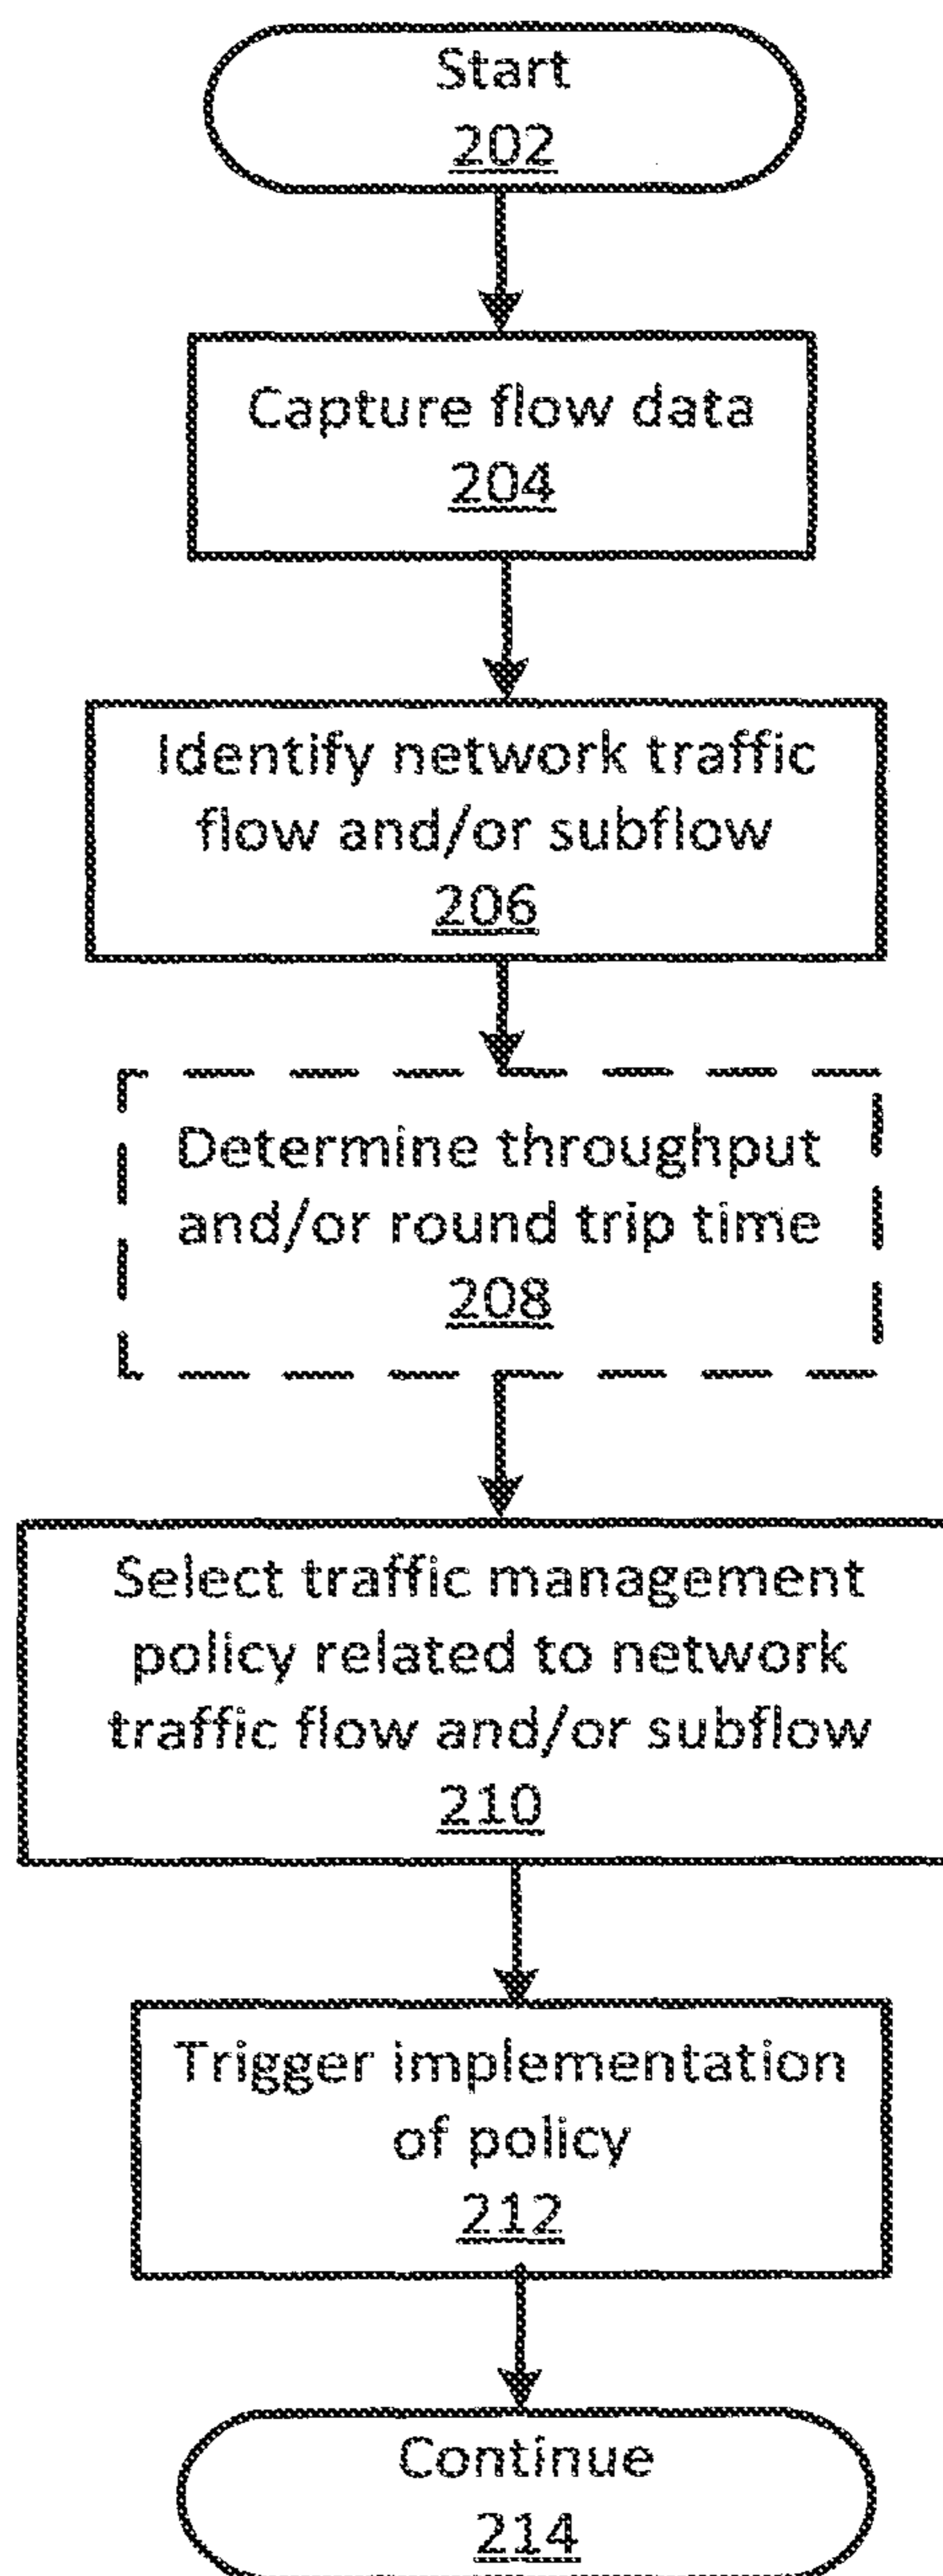 Start
202
Capture flow data
204
Identify network traffic
flow and/or subflow
206
Determine throughput
and/or round trip time
208
Select traffic management
policy related to network
traffic flow and/or subflow
210
Trigger implementation
of policy
212
Continue
214